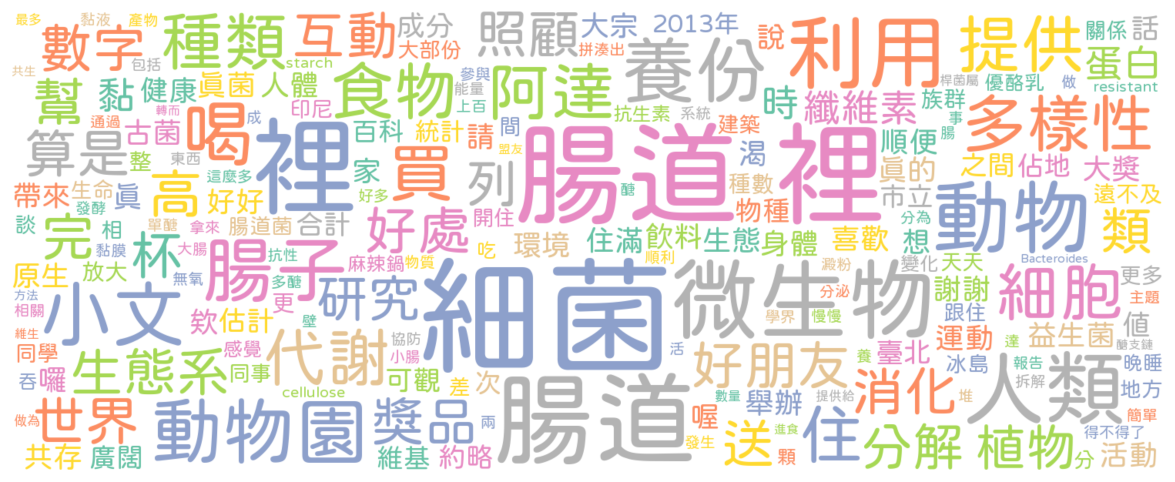 最多 黏液 產物 種類 互動 成分 照顧 大宗 2013年 說 利用 提供 關係 話
數字 包括 starch 大部份 拼湊出 養份 蛋白
共生 幫 黏 健康 真菌 人體 食物 阿達 參與 能量 上百 時 纖維素 桿菌屬 優酪乳 做 resistant
轉而 通過 古菌 喝 成 印尼 裡 百科 統計 請 間 抗生素 系統 建築 族群 事 腸 多樣性
算是 整 東西 這麼多 家 買 列 盟友 腸道裡 渴 順便 真的 之間 佔地 大獎
帶來 生命 真 高 好好 好多 醣 種數 物種 市立 遠不及
談 發酵 完 相 單醣 拿來 腸道菌 合計 好處 開住 吃 環境 住滿 飲料 生態 身體 喜歡 分為 想 動物 類
黏膜 杯 大腸 抗性 腸子 麻辣鍋 物質 順利 澱粉 變化 天天 Bacteroides
原生 放大 無氧 多醣 更 研究 細菌 微生物 分泌 謝謝 細胞 更多 主題
方法 相關 小文 欸 估計 壁 學界 慢慢 跟住 益生菌 值
維生 同學 感覺 代謝 協防 小腸 活 好朋友 養 臺北 運動 達 醣支鏈
吞 囉 生態系 同事 cellulose 可觀 差 次 腸道 數量 提供給 消化 冰島 報告 拆解 晚睡 地方
做為 世界 動物園 獎品 兩 喔 舉辦 住 堆 人類 簡單
共存 廣闊 維基 約略 發生 送 進食 顆 分解 植物 分 得不得了 活動